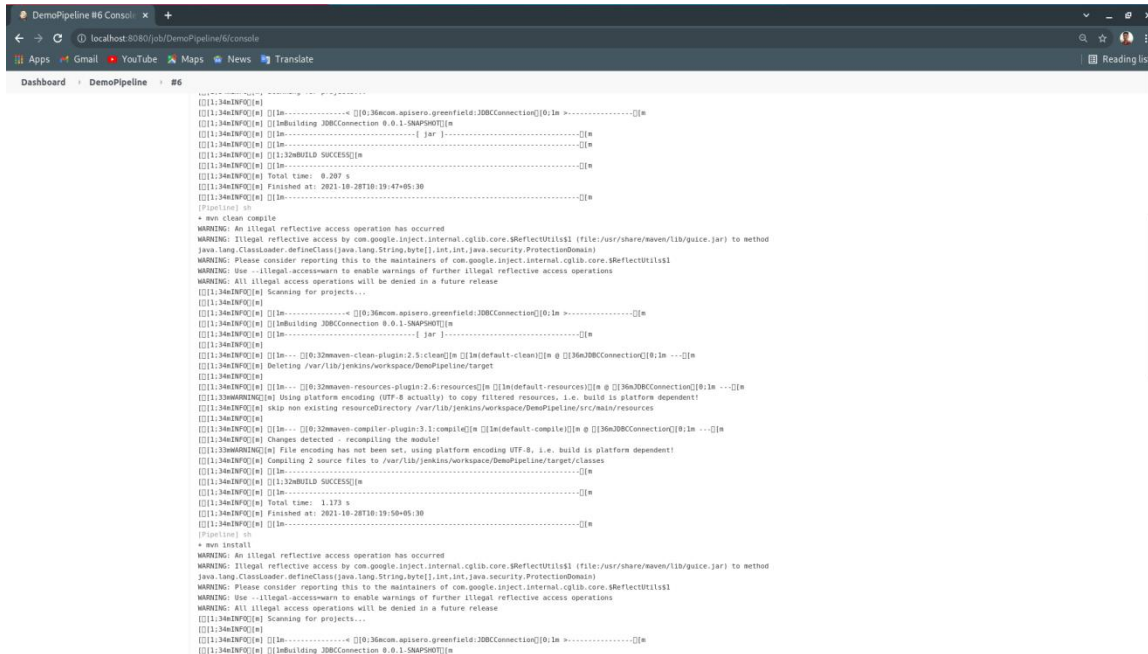 DemoPipeline #6 Console
localhost:8080/job/DemoPipeline/6/console
Apps Gmail YouTube Maps News Translate Reading list
Dashboard DemoPipeline #6
[□[1;34mINFO□[m]
[□[1;34mINFO□[m] □[1m---------------< □[0;36mcom.apisero.greenfield:JDBCConnection□[0;1m >----------------□[m
[□[1;34mINFO□[m] □[1mBuilding JDBCConnection 0.0.1-SNAPSHOT□[m
[□[1;34mINFO□[m] □[1m--------------------------------[ jar ]---------------------------------□[m
[□[1;34mINFO□[m] □[1m------------------------------------------------------------------------□[m
[□[1;34mINFO□[m] □[1;32mBUILD SUCCESS□[m
[□[1;34mINFO□[m] □[1m------------------------------------------------------------------------□[m
[□[1;34mINFO□[m] Total time: 0.207 s
[□[1;34mINFO□[m] Finished at: 2021-10-28T10:19:47+05:30
[□[1;34mINFO□[m] □[1m------------------------------------------------------------------------□[m
[Pipeline] sh
+ mvn clean compile
WARNING: An illegal reflective access operation has occurred
WARNING: Illegal reflective access by com.google.inject.internal.cglib.core.$ReflectUtils$1 (file:/usr/share/maven/lib/guice.jar) to method
java.lang.ClassLoader.defineClass(java.lang.String,byte[],int,int,java.security.ProtectionDomain)
WARNING: Please consider reporting this to the maintainers of com.google.inject.internal.cglib.core.$ReflectUtils$1
WARNING: Use --illegal-access=warn to enable warnings of further illegal reflective access operations
WARNING: All illegal access operations will be denied in a future release
[□[1;34mINFO□[m] Scanning for projects...
[□[1;34mINFO□[m]
[□[1;34mINFO□[m] □[1m---------------< □[0;36mcom.apisero.greenfield:JDBCConnection□[0;1m >----------------□[m
[□[1;34mINFO□[m] □[1mBuilding JDBCConnection 0.0.1-SNAPSHOT□[m
[□[1;34mINFO□[m] □[1m--------------------------------[ jar ]---------------------------------□[m
[□[1;34mINFO□[m]
[□[1;34mINFO□[m] □[1m--- □[0;32mmaven-clean-plugin:2.5:clean□[m □[1m(default-clean)□[m @ □[36mJDBCConnection□[0;1m ---□[m
[□[1;34mINFO□[m] Deleting /var/lib/jenkins/workspace/DemoPipeline/target
[□[1;34mINFO□[m]
[□[1;34mINFO□[m] □[1m--- □[0;32mmaven-resources-plugin:2.6:resources□[m □[1m(default-resources)□[m @ □[36mJDBCConnection□[0;1m ---□[m
[□[1;33mWARNING□[m] Using platform encoding (UTF-8 actually) to copy filtered resources, i.e. build is platform dependent!
[□[1;34mINFO□[m] skip non existing resourceDirectory /var/lib/jenkins/workspace/DemoPipeline/src/main/resources
[□[1;34mINFO□[m]
[□[1;34mINFO□[m] □[1m--- □[0;32mmaven-compiler-plugin:3.1:compile□[m □[1m(default-compile)□[m @ □[36mJDBCConnection□[0;1m ---□[m
[□[1;34mINFO□[m] Changes detected - recompiling the module!
[□[1;33mWARNING□[m] File encoding has not been set, using platform encoding UTF-8, i.e. build is platform dependent!
[□[1;34mINFO□[m] Compiling 2 source files to /var/lib/jenkins/workspace/DemoPipeline/target/classes
[□[1;34mINFO□[m] □[1m------------------------------------------------------------------------□[m
[□[1;34mINFO□[m] □[1;32mBUILD SUCCESS□[m
[□[1;34mINFO□[m] □[1m------------------------------------------------------------------------□[m
[□[1;34mINFO□[m] Total time: 1.173 s
[□[1;34mINFO□[m] Finished at: 2021-10-28T10:19:50+05:30
[□[1;34mINFO□[m] □[1m------------------------------------------------------------------------□[m
[Pipeline] sh
+ mvn install
WARNING: An illegal reflective access operation has occurred
WARNING: Illegal reflective access by com.google.inject.internal.cglib.core.$ReflectUtils$1 (file:/usr/share/maven/lib/guice.jar) to method
java.lang.ClassLoader.defineClass(java.lang.String,byte[],int,int,java.security.ProtectionDomain)
WARNING: Please consider reporting this to the maintainers of com.google.inject.internal.cglib.core.$ReflectUtils$1
WARNING: Use --illegal-access=warn to enable warnings of further illegal reflective access operations
WARNING: All illegal access operations will be denied in a future release
[□[1;34mINFO□[m] Scanning for projects...
[□[1;34mINFO□[m]
[□[1;34mINFO□[m] □[1m---------------< □[0;36mcom.apisero.greenfield:JDBCConnection□[0;1m >----------------□[m
[□[1;34mINFO□[m] □[1mBuilding JDBCConnection 0.0.1-SNAPSHOT□[m